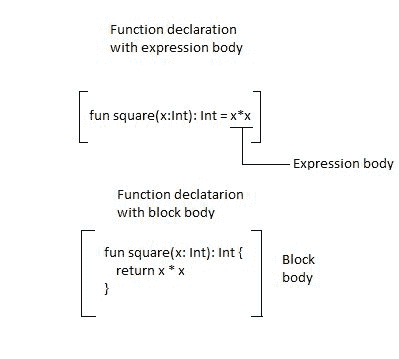 Function declaration
with expression body
fun square(x:Int): Int = x*x
Expression body
Function declatarion
with block body
fun square(x: Int): Int {
return x * x
}
Block
body